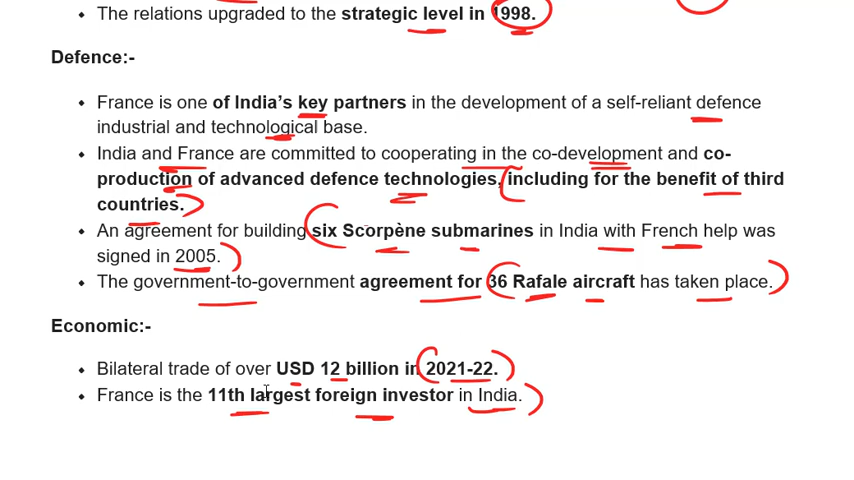 • The relations upgraded to the strategic level in 1998.
Defence:-
• France is one of India's key partners in the development of a self-reliant defence
industrial and technological base.
• India and France are committed to cooperating in the co-development and co-
production of advanced defence technologies, including for the benefit of third
countries.
• An agreement for building six Scorpène submarines in India with French help was
signed in 2005.
• The government-to-government agreement for 36 Rafale aircraft has taken place.
Economic:-
• Bilateral trade of over USD 12 billion in 2021-22.
• France is the 11th largest foreign investor in India.